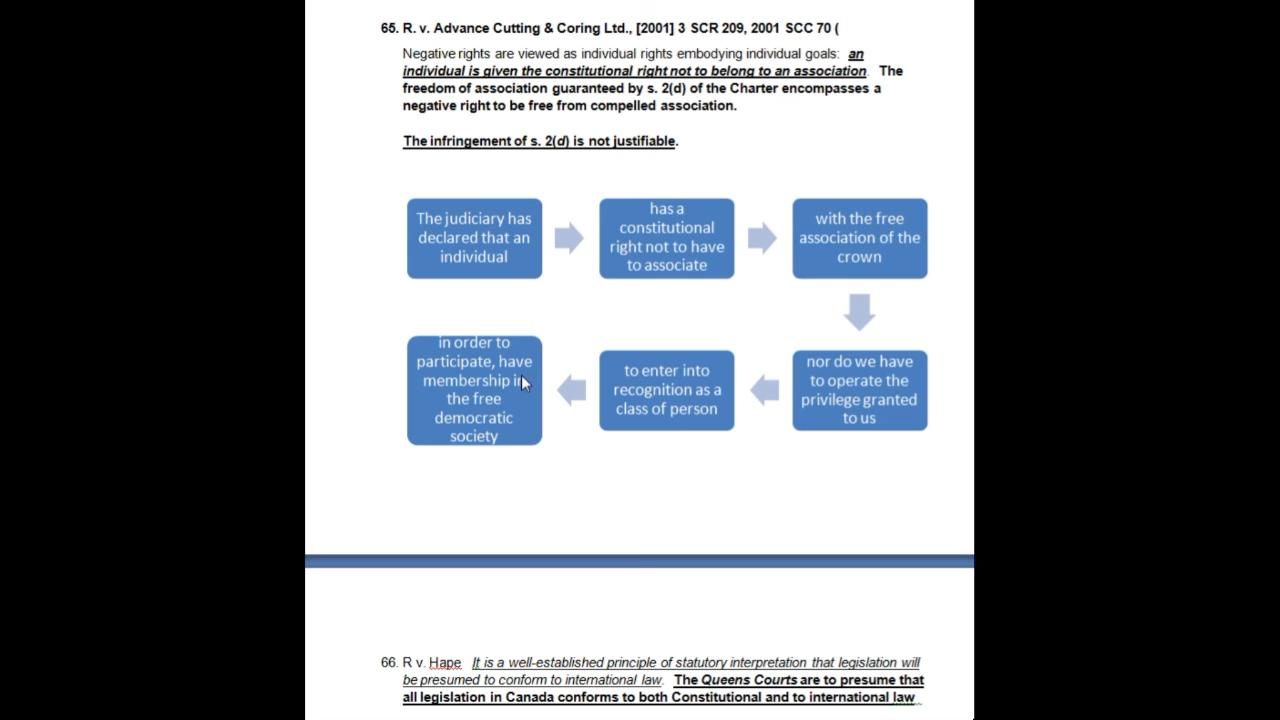 65. R. v. Advance Cutting & Coring Ltd., [2001] 3 SCR 209, 2001 SCC 70 (
Negative rights are viewed as individual rights embodying individual goals: an
individual is given the constitutional right not to belong to an association. The
freedom of association guaranteed by s. 2(d) of the Charter encompasses a
negative right to be free from compelled association.
The infringement of s. 2(d) is not justifiable.
The judiciary has
declared that an
individual
has a
constitutional
right not to have
to associate
with the free
association of the
crown
nor do we have
to operate the
privilege granted
to us
to enter into
recognition as a
class of person
in order to
participate, have
membership in
the free
democratic
society
66. R v. Hape It is a well-established principle of statutory interpretation that legislation will
be presumed to conform to international law. The Queens Courts are to presume that
all legislation in Canada conforms to both Constitutional and to international law